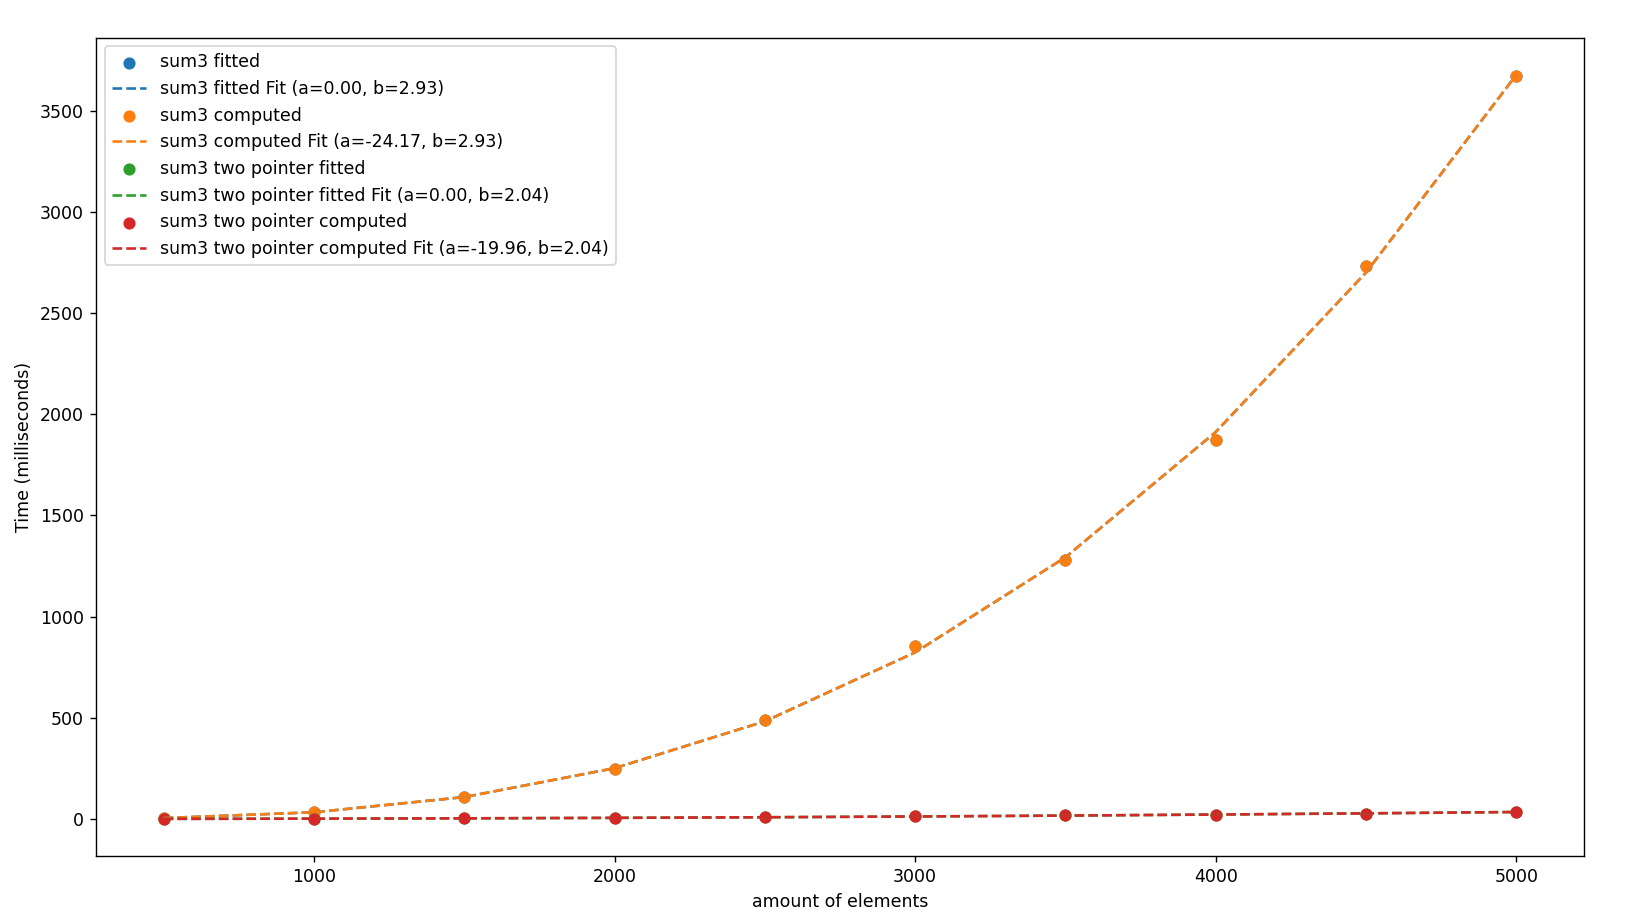 sum3 fitted
sum3 fitted Fit (a=0.00, b=2.93)
sum3 computed
sum3 computed Fit (a=-24.17, b=2.93)
sum3 two pointer fitted
sum3 two pointer fitted Fit (a=0.00, b=2.04)
sum3 two pointer computed
sum3 two pointer computed Fit (a=-19.96, b=2.04)
3500
3000
2500
2000
1500
1000
500
0
Time (milliseconds)
1000 2000 3000 4000 5000
amount of elements